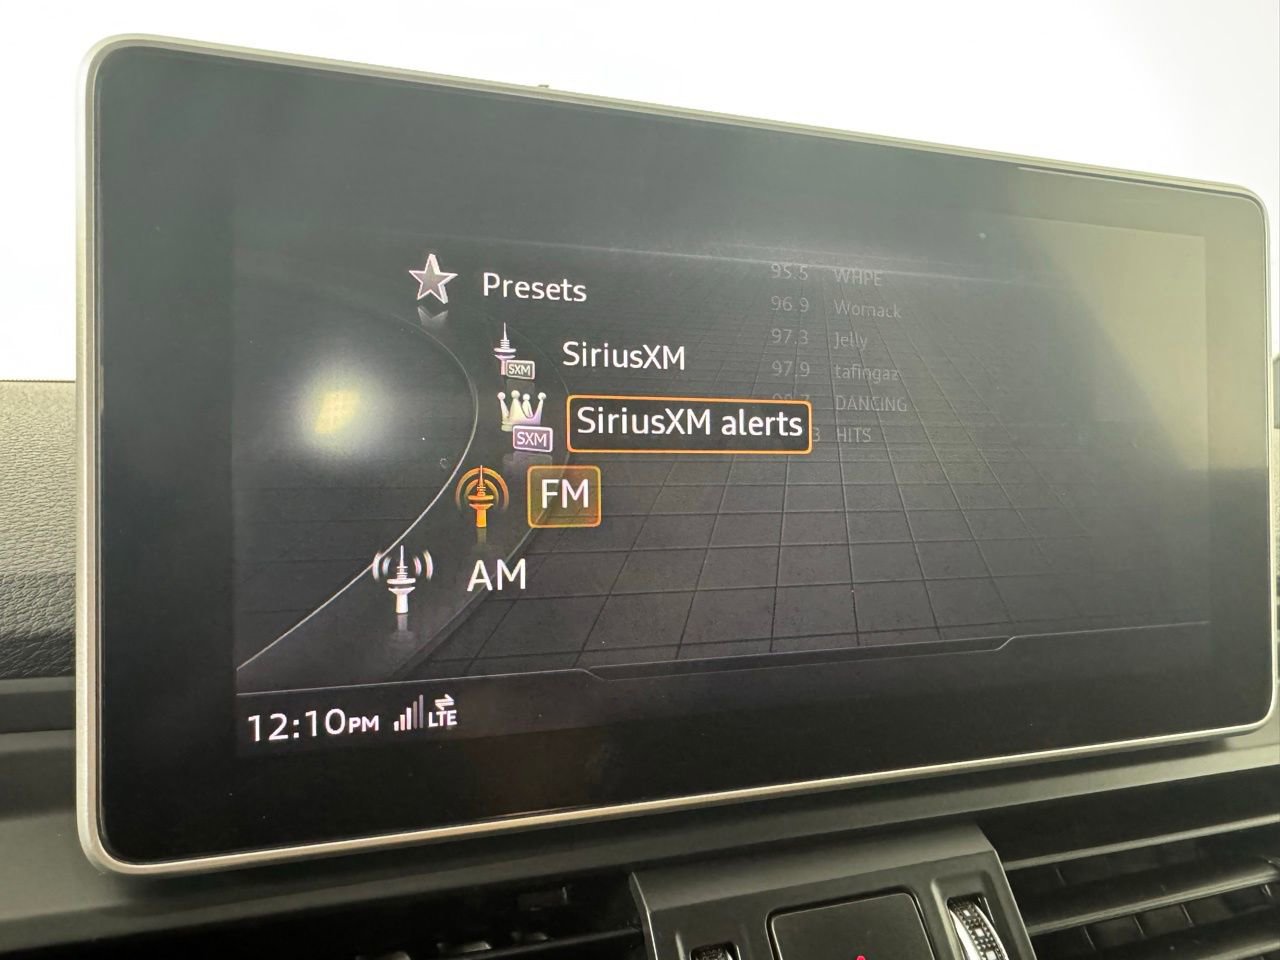 Presets
SiriusXM
SXM
SiriusXM alerts
SXM
FM
AM
95.5 WHPE
96.9 Womack
97.3 Jelly
97.9 tafingaz
DANCING
3 HITS
12:10PM LTE